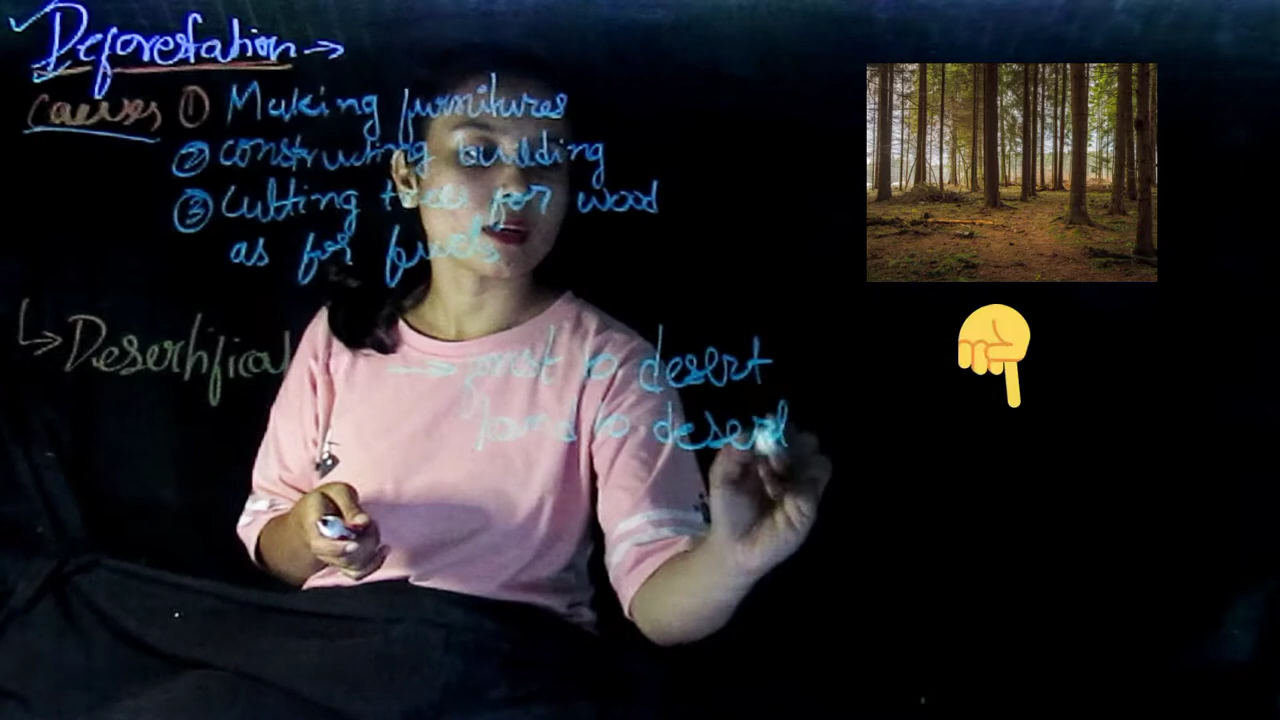 Deforestation →
Causes ① Making furnitures
② constructing building
③ Cutting trees for wood
as for fuels
↳ Desertificat → forest to desert
land to desert